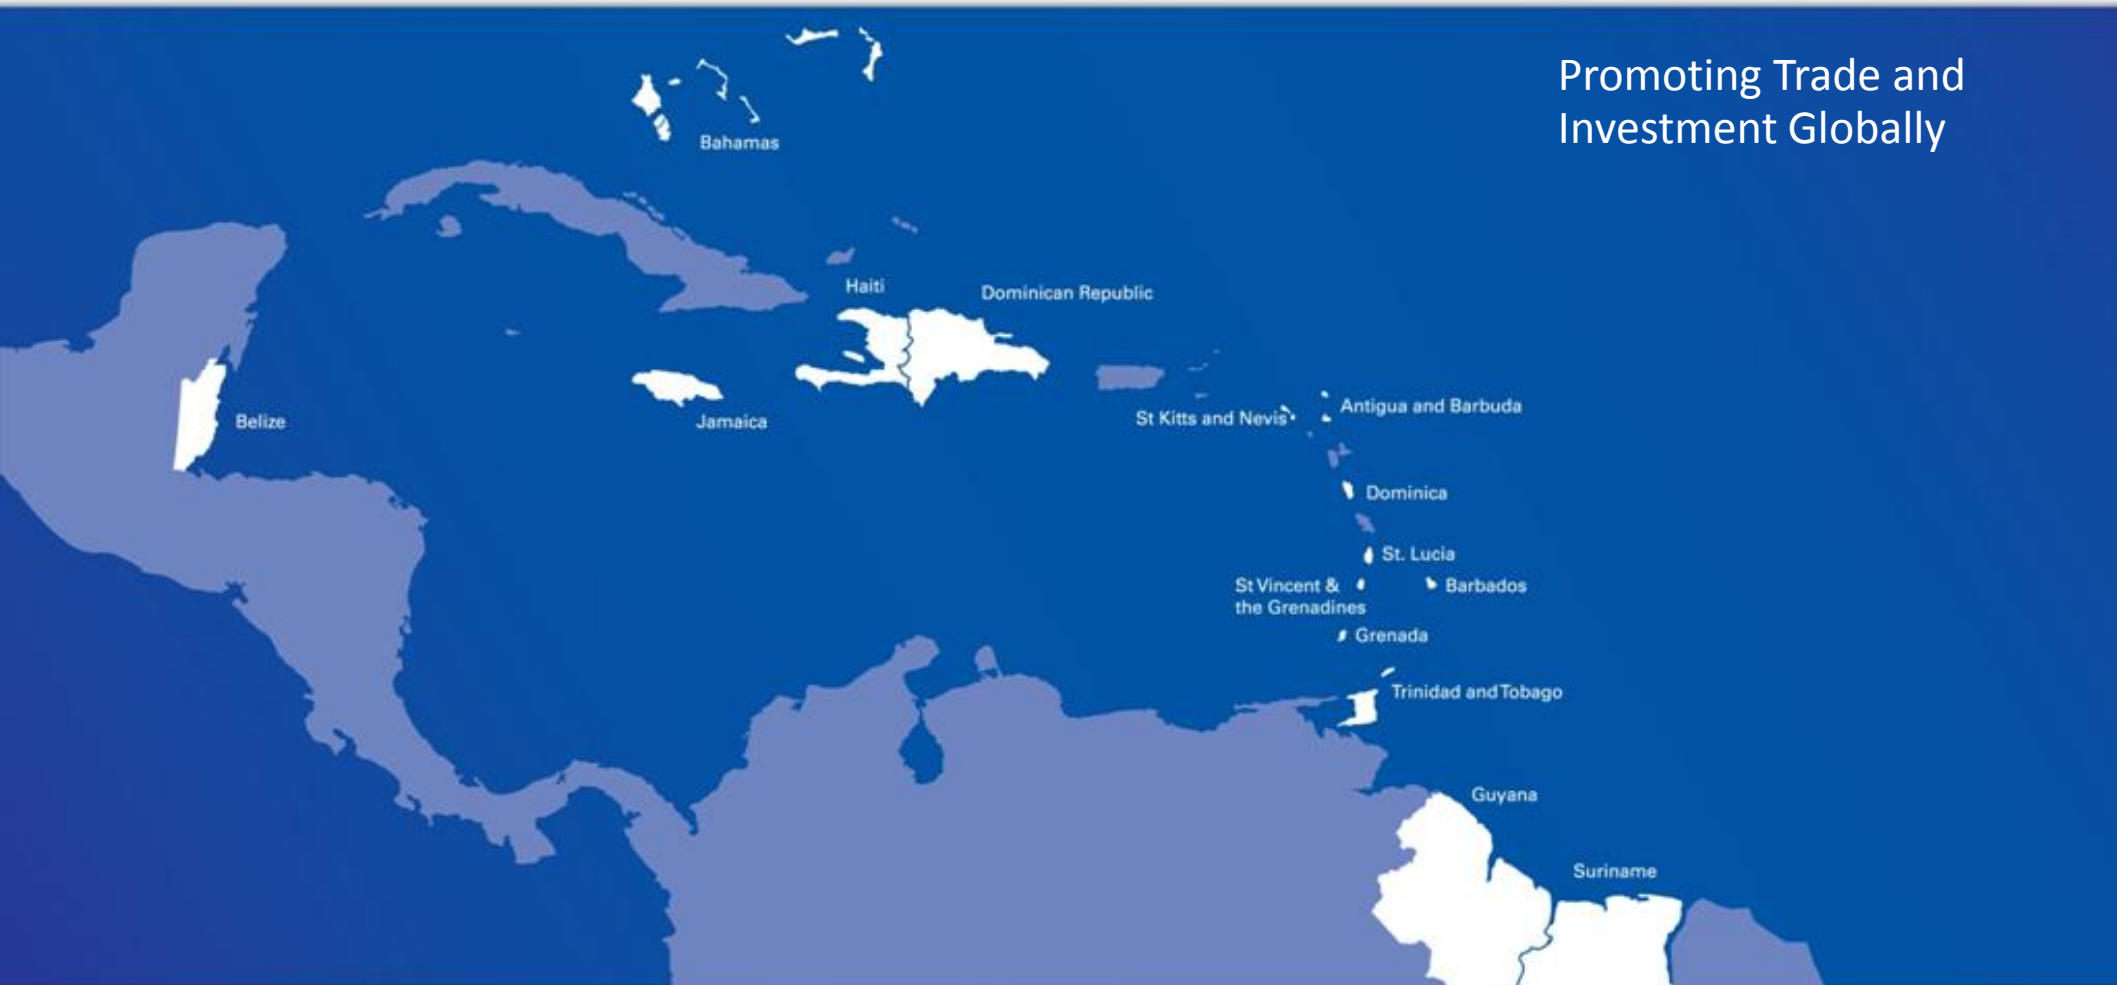 Promoting Trade and
Investment Globally
Bahamas
Haiti
Dominican Republic
Belize
Jamaica
St Kitts and Nevis
Antigua and Barbuda
Dominica
St. Lucia
St Vincent &
the Grenadines
Barbados
Grenada
Trinidad and Tobago
Guyana
Suriname